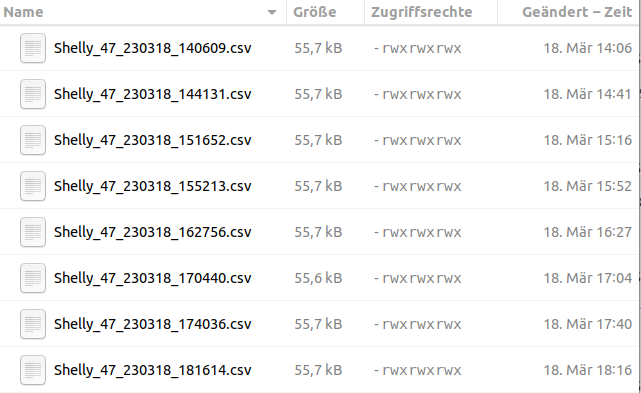 Name Größe Zugriffsrechte Geändert – Zeit
Shelly_47_230318_140609.csv 55,7 kB -rwxrwxrwx 18. Mär 14:06
Shelly_47_230318_144131.csv 55,7 kB -rwxrwxrwx 18. Mär 14:41
Shelly_47_230318_151652.csv 55,7 kB -rwxrwxrwx 18. Mär 15:16
Shelly_47_230318_155213.csv 55,7 kB -rwxrwxrwx 18. Mär 15:52
Shelly_47_230318_162756.csv 55,7 kB -rwxrwxrwx 18. Mär 16:27
Shelly_47_230318_170440.csv 55,6 kB -rwxrwxrwx 18. Mär 17:04
Shelly_47_230318_174036.csv 55,7 kB -rwxrwxrwx 18. Mär 17:40
Shelly_47_230318_181614.csv 55,7 kB -rwxrwxrwx 18. Mär 18:16